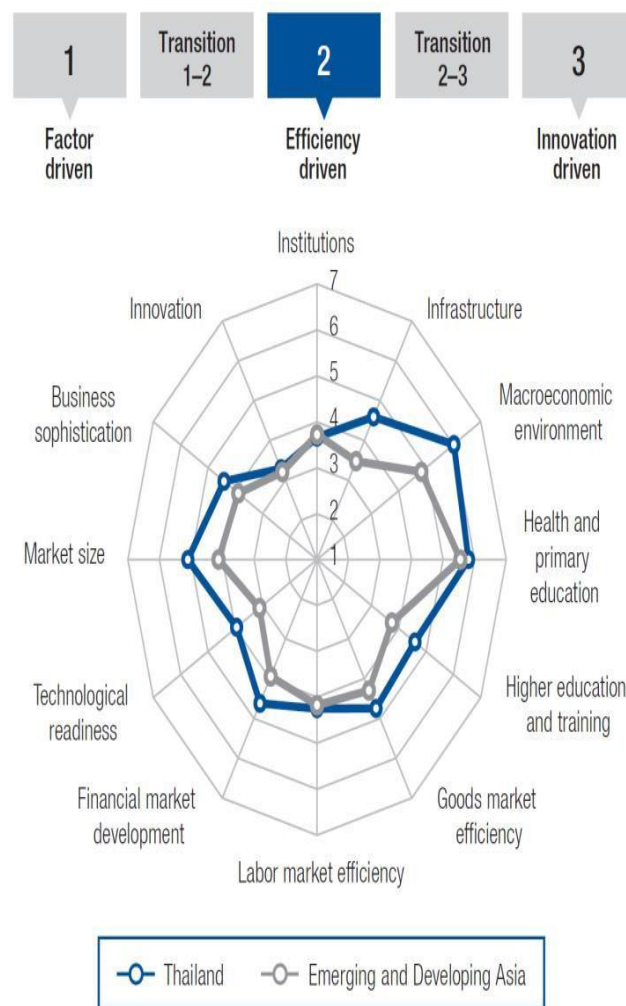 1
Transition
1–2
2
Transition
2–3
3
Factor
driven
Efficiency
driven
Innovation
driven
Institutions
7
Innovation
6
Infrastructure
5
Business
sophistication
4
Macroeconomic
environment
3
2
Market size
1
Health and
primary
education
Technological
readiness
Higher education
and training
Financial market
development
Goods market
efficiency
Labor market efficiency
Thailand
Emerging and Developing Asia